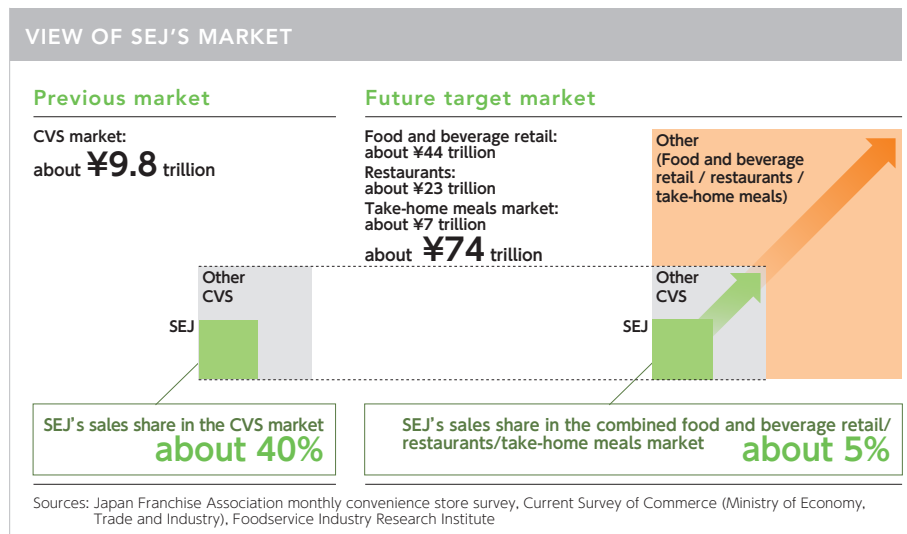 VIEW OF SEJ'S MARKET
Previous market
CVS market:
about ¥9.8 trillion
Future target market
Food and beverage retail:
about ¥44 trillion
Restaurants:
about ¥23 trillion
Take-home meals market:
about ¥7 trillion
about ¥74 trillion
Other
(Food and beverage
retail / restaurants /
take-home meals)
Other
CVS
SEJ
Other
CVS
SEJ
SEJ's sales share in the CVS market
about 40%
SEJ's sales share in the combined food and beverage retail/
restaurants/take-home meals market about 5%
Sources: Japan Franchise Association monthly convenience store survey, Current Survey of Commerce (Ministry of Economy,
Trade and Industry), Foodservice Industry Research Institute